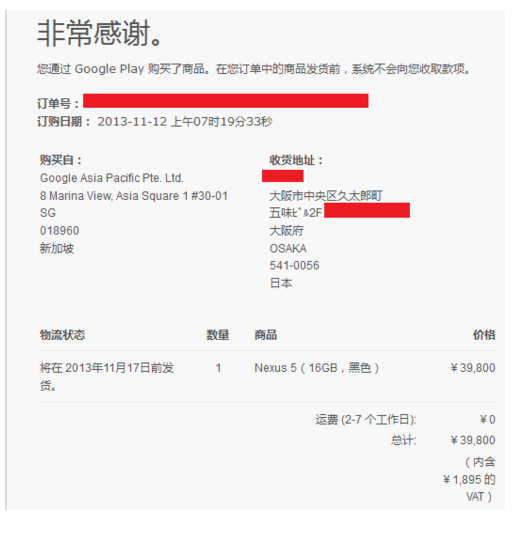 非常感谢。
您通过 Google Play 购买了商品。在您订单中的商品发货前，系统不会向您收取款项。
订单号：
订购日期： 2013-11-12 上午07时19分33秒
购买自：
Google Asia Pacific Pte. Ltd.
8 Marina View, Asia Square 1 #30-01
SG
018960
新加坡
收货地址：
大阪市中央区久太郎町
五味ﾋﾞﾙ2F
大阪府
OSAKA
541-0056
日本
物流状态 数量 商品 价格
将在 2013年11月17日前发 1 Nexus 5（16GB，黑色） ￥39,800
货。
运费 (2-7 个工作日): ￥0
总计: ￥39,800
（内含
￥1,895 的
VAT）